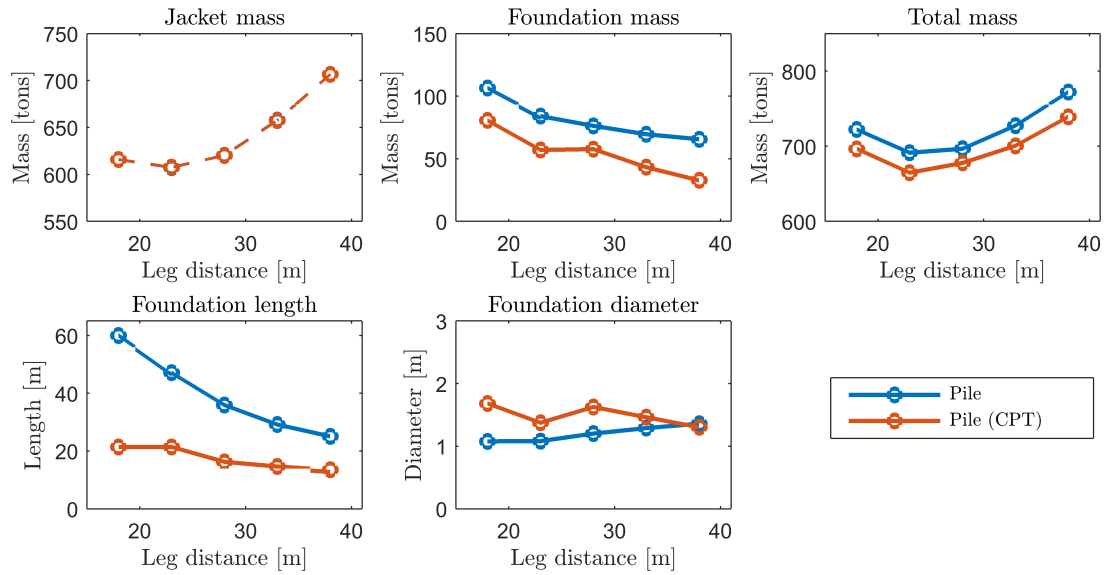 Jacket mass
Mass [tons]
750
700
650
600
550
20
30
40
Leg distance [m]
Foundation mass
Mass [tons]
150
100
50
0
20
30
40
Leg distance [m]
Total mass
Mass [tons]
800
700
600
20
30
40
Leg distance [m]
Foundation length
Length [m]
60
40
20
0
20
30
40
Leg distance [m]
Foundation diameter
Diameter [m]
3
2
1
0
20
30
40
Leg distance [m]
Pile
Pile (CPT)